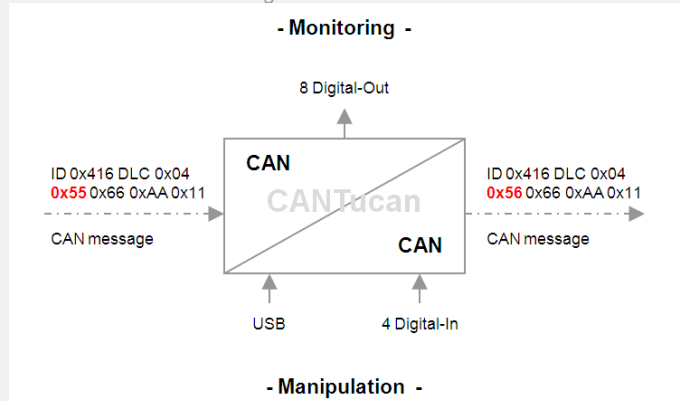 - Monitoring -
8 Digital-Out
ID 0x416 DLC 0x04
0x55 0x66 0xAA 0x11
CAN message
CAN
CANTucan
CAN
ID 0x416 DLC 0x04
0x56 0x66 0xAA 0x11
CAN message
USB
4 Digital-In
- Manipulation -